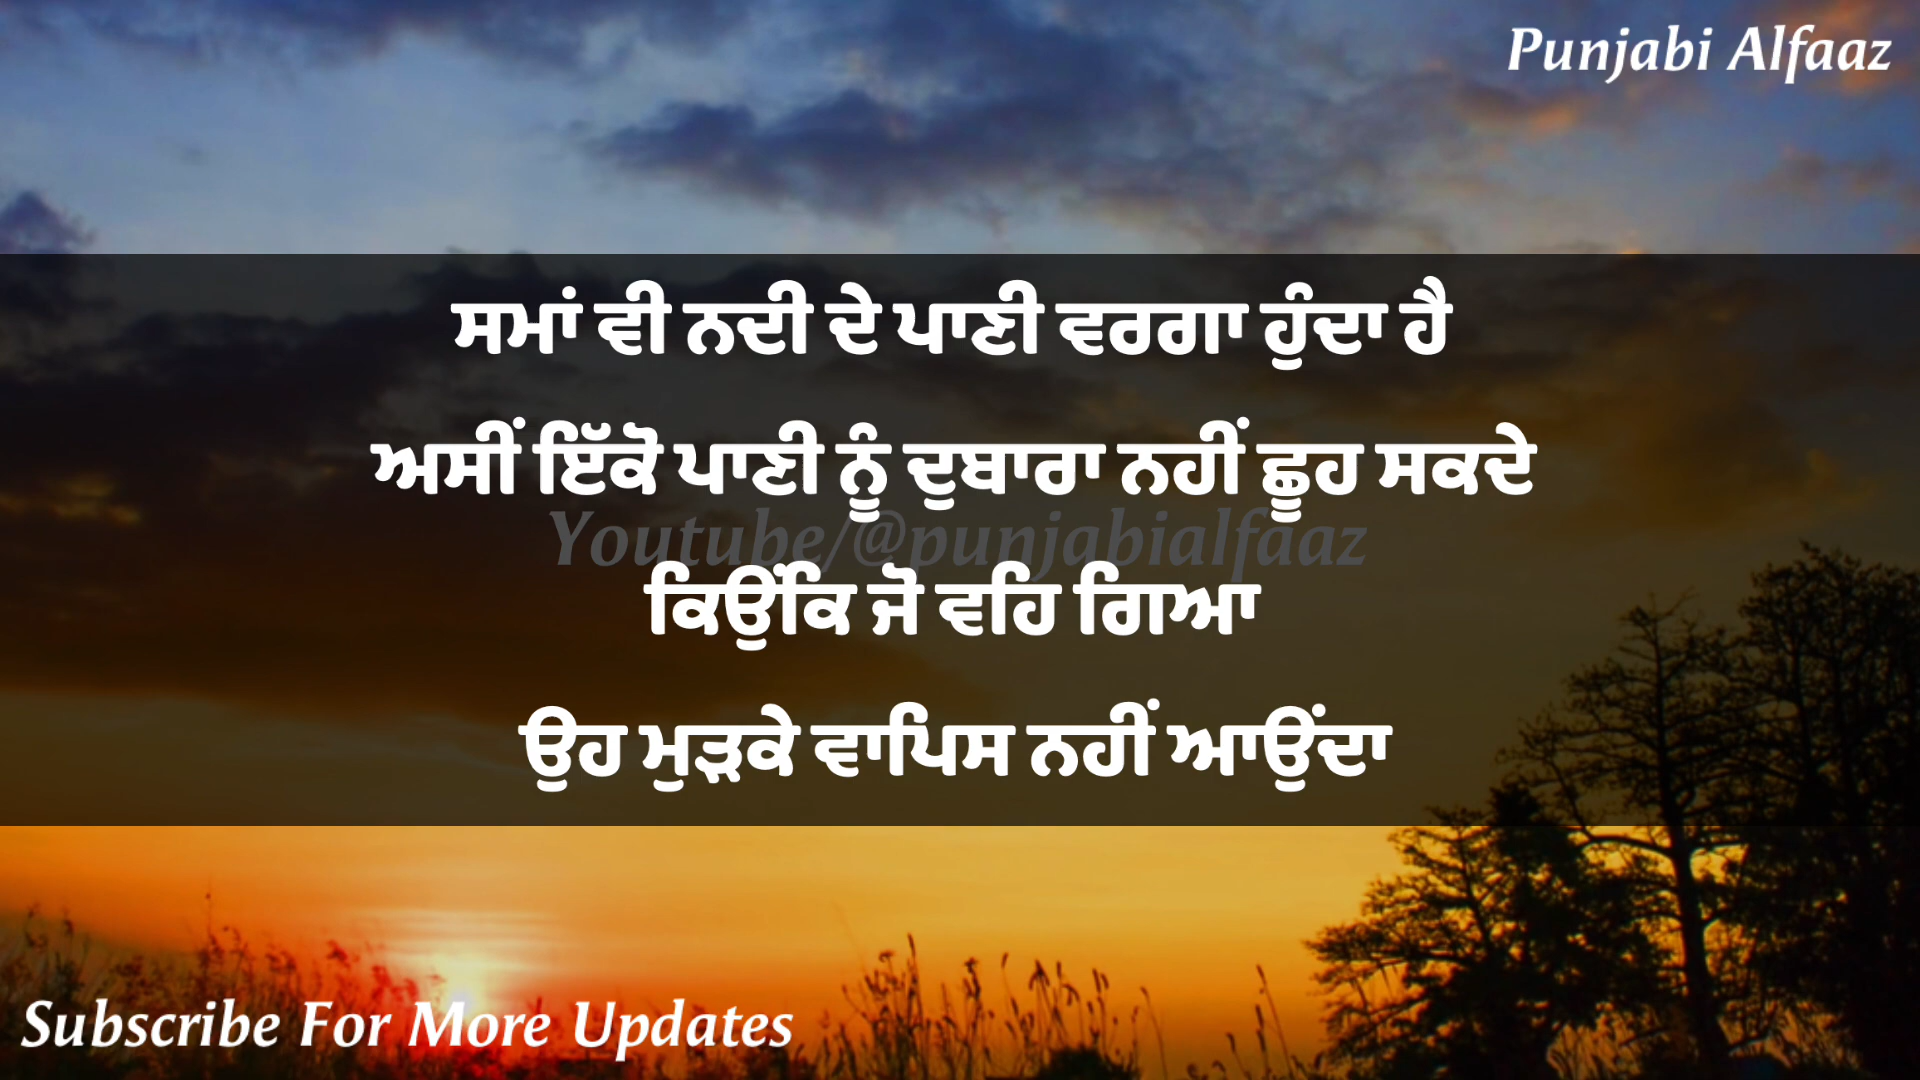 Punjabi Alfaaz
ਸਮਾਂ ਵੀ ਨਦੀ ਦੇ ਪਾਣੀ ਵਰਗਾ ਹੁੰਦਾ ਹੈ
ਅਸੀਂ ਇੱਕੋ ਪਾਣੀ ਨੂੰ ਦੁਬਾਰਾ ਨਹੀਂ ਛੂਹ ਸਕਦੇ
Youtube/@punjabialfaaz
ਕਿਉਂਕਿ ਜੋ ਵਹਿ ਗਿਆ
ਉਹ ਮੁੜਕੇ ਵਾਪਿਸ ਨਹੀਂ ਆਉਂਦਾ
Subscribe For More Updates